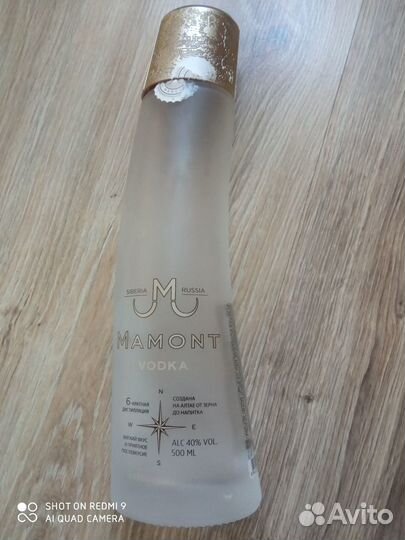 SIBERIA RUSSIA
MAMONT
VODKA
N
6-КРАТНАЯ ДИСТИЛЛЯЦИЯ
СОЗДАНА НА АЛТАЕ ОТ ЗЕРНА ДО НАПИТКА
W E
МЯГКИЙ ВКУС И ПРИЯТНОЕ ПОСЛЕВКУСИЕ
ALC 40% VOL.
500 ML
S
SHOT ON REDMI 9
AI QUAD CAMERA
Avito